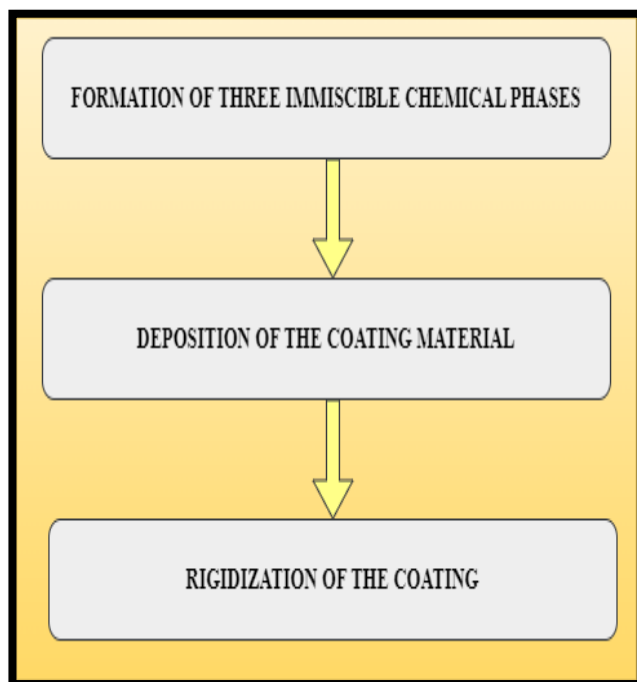 FORMATION OF THREE IMMISCIBLE CHEMICAL PHASES
DEPOSITION OF THE COATING MATERIAL
RIGIDIZATION OF THE COATING